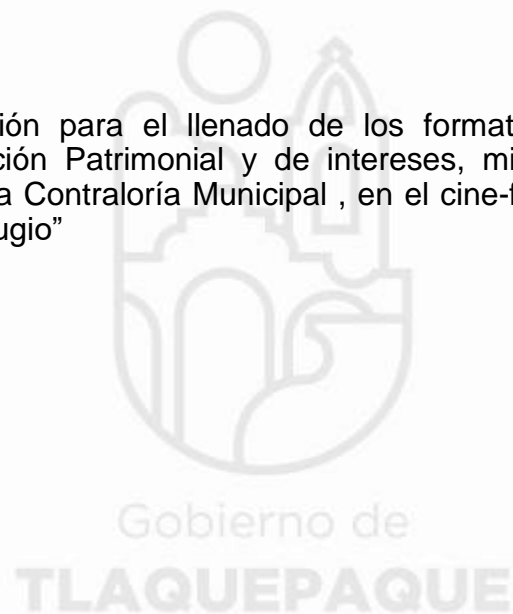 ión para el llenado de los format
ción Patrimonial y de intereses, mi
a Contraloría Municipal , en el cine-f
ugio”
Gobierno de
TLAQUEPAQUE